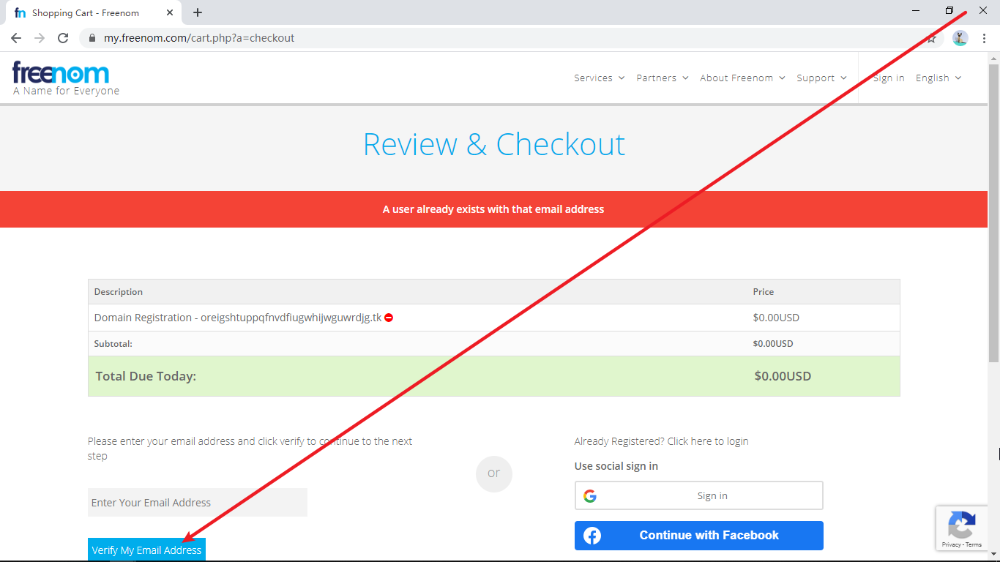 Shopping Cart - Freenom
my.freenom.com/cart.php?a=checkout
freenom
A Name for Everyone
Services
Partners
About Freenom
Support
Sign in
English
Review & Checkout
A user already exists with that email address
Description Price
Domain Registration - oreigshtuppqfnvdfiugwhijwguwrdjg.tk $0.00USD
Subtotal: $0.00USD
Total Due Today: $0.00USD
Please enter your email address and click verify to continue to the next
step
Enter Your Email Address
Verify My Email Address
or
Already Registered? Click here to login
Use social sign in
Sign in
Continue with Facebook
Privacy - Terms